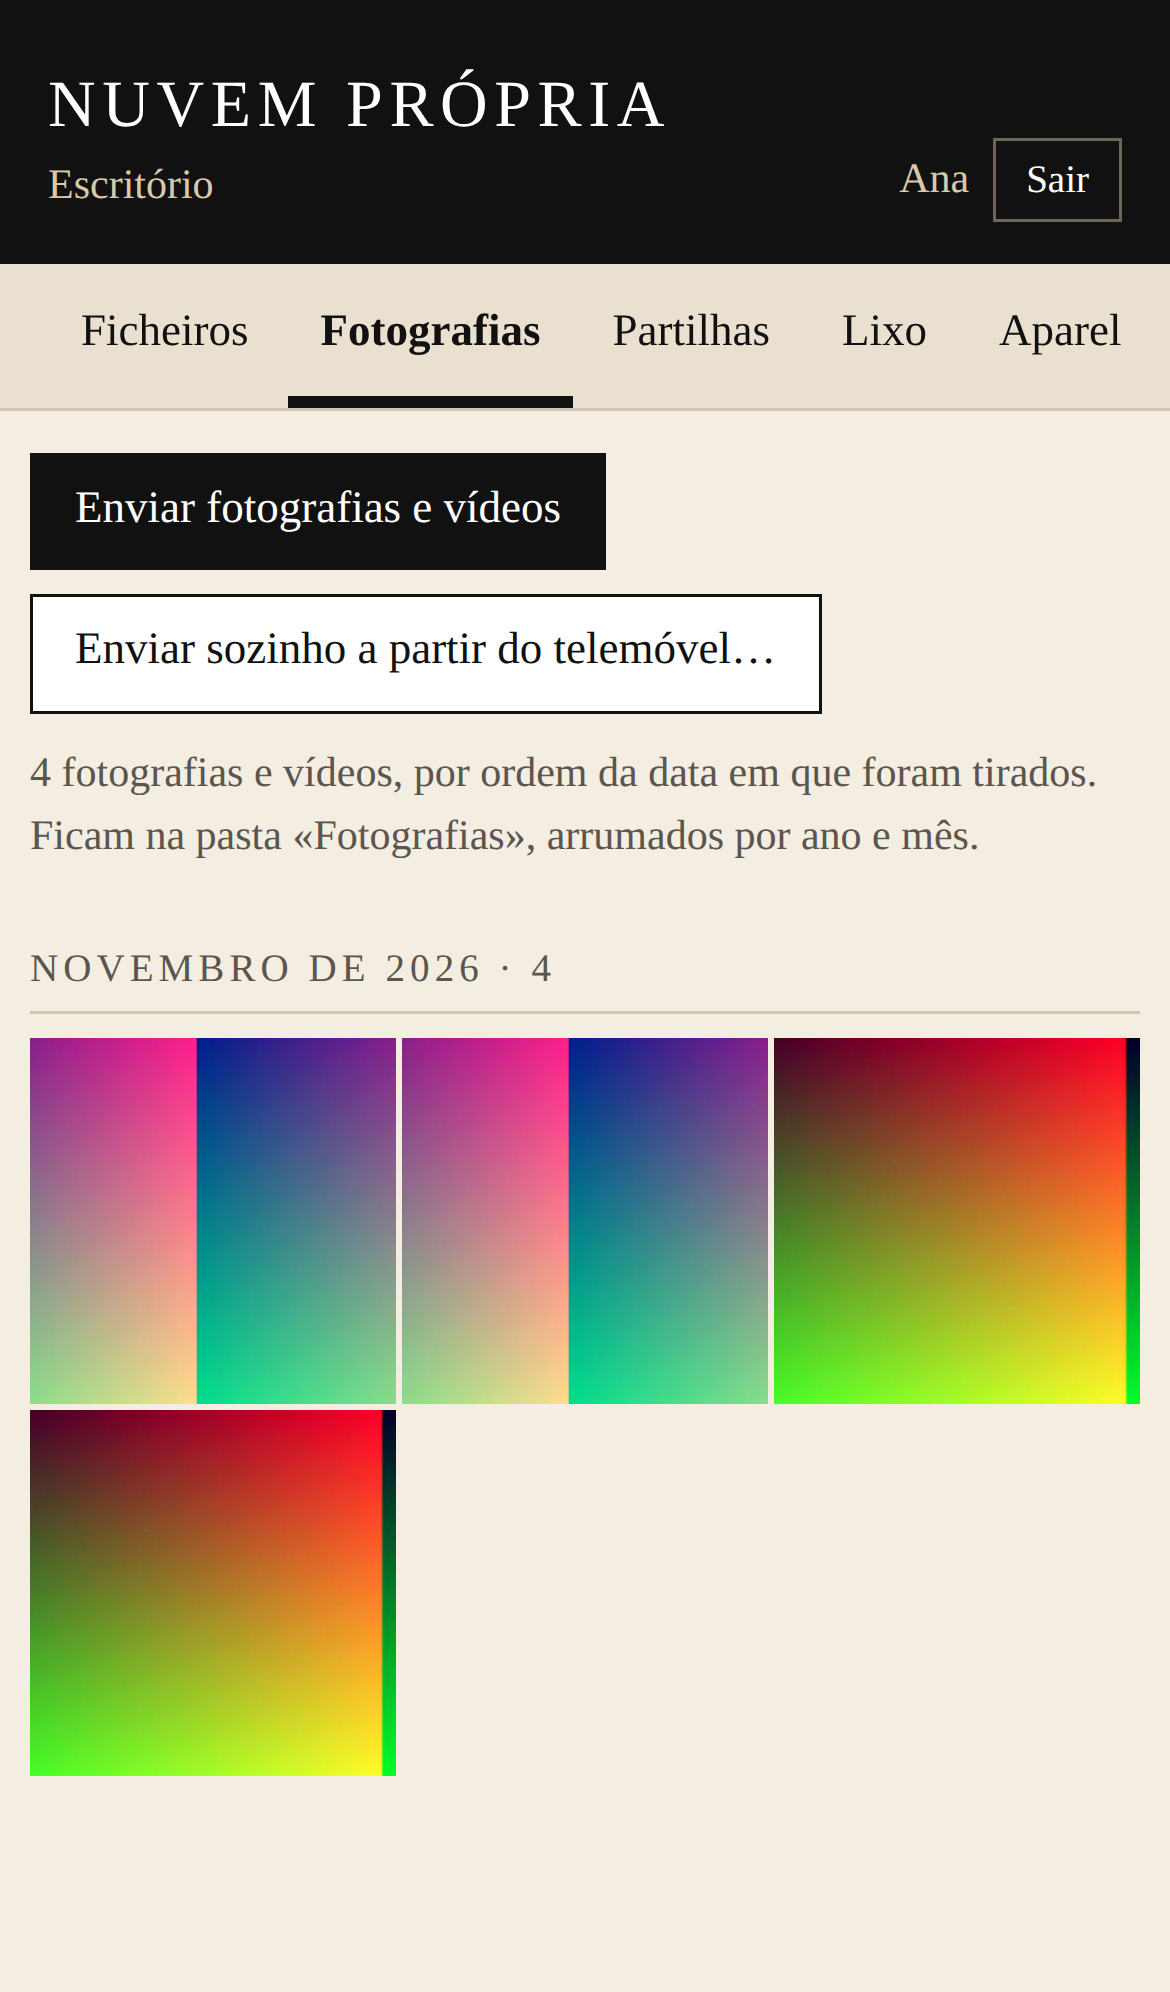 NUVEM PRÓPRIA
Escritório
Ana
Sair
Ficheiros
Fotografias
Partilhas
Lixo
Aparel
Enviar fotografias e vídeos
Enviar sozinho a partir do telemóvel…
4 fotografias e vídeos, por ordem da data em que foram tirados.
Ficam na pasta «Fotografias», arrumados por ano e mês.
NOVEMBRO DE 2026 · 4